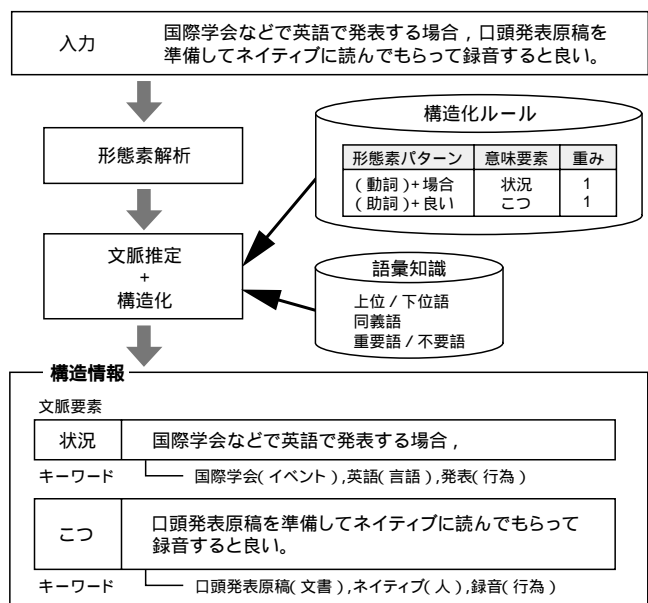 入力
国際学会などで英語で発表する場合，口頭発表原稿を
準備してネイティブに読んでもらって録音すると良い。
形態素解析
構造化ルール
形態素パターン 意味要素 重み
（動詞）+場合 状況 1
（助詞）+良い こつ 1
文脈推定
+
構造化
語彙知識
上位 / 下位語
同義語
重要語 / 不要語
構造情報
文脈要素
状況 国際学会などで英語で発表する場合，
キーワード 国際学会（イベント），英語（言語），発表（行為）
こつ
口頭発表原稿を準備してネイティブに読んでもらって
録音すると良い。
キーワード 口頭発表原稿（文書），ネイティブ（人），録音（行為）